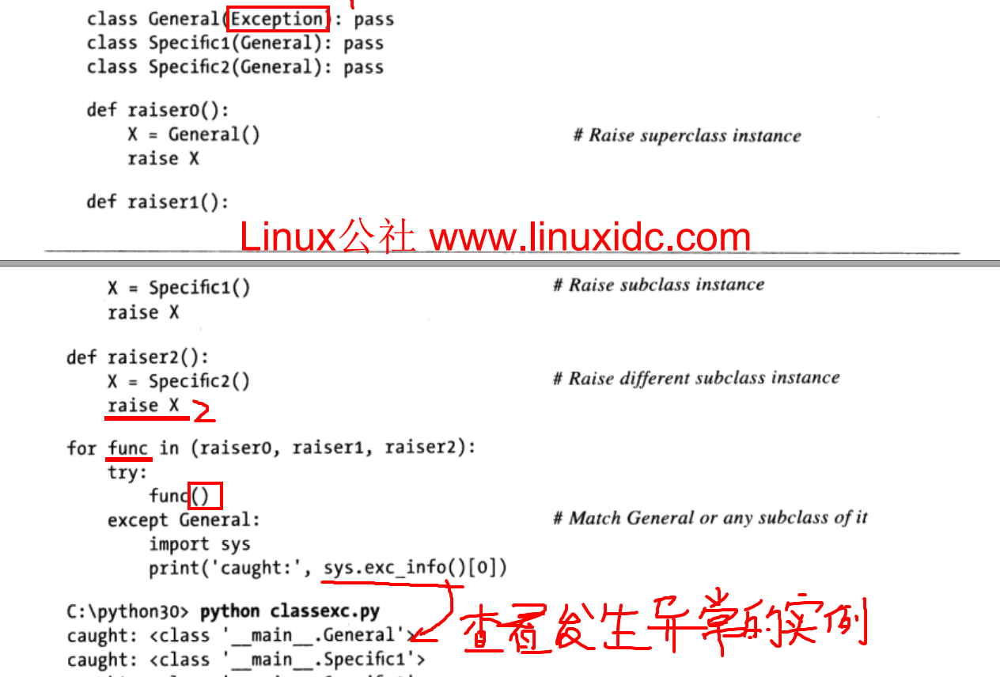 class General(Exception): pass
class Specific1(General): pass
class Specific2(General): pass
def raiser0():
X = General() # Raise superclass instance
raise X
def raiser1():
Linux公社 www.linuxidc.com
X = Specific1() # Raise subclass instance
raise X
def raiser2():
X = Specific2() # Raise different subclass instance
raise X 2
for func in (raiser0, raiser1, raiser2):
try:
func()
except General: # Match General or any subclass of it
import sys
print('caught:', sys.exc_info()[0])
C:\python30> python classexc.py
caught: <class '__main__.General'>
查看发生异常的实例
caught: <class '__main__.Specific1'>